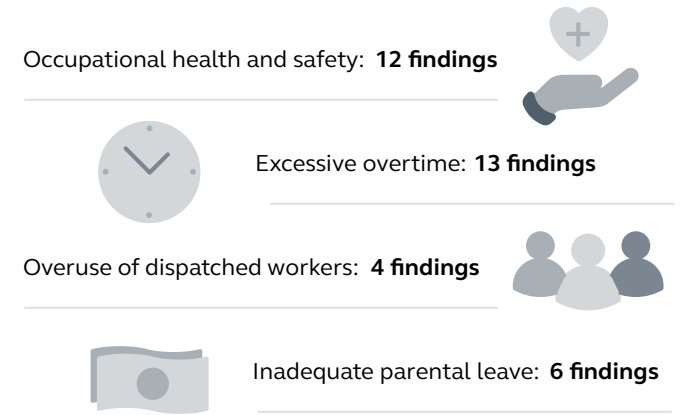 Occupational health and safety: 12 findings
Excessive overtime: 13 findings
Overuse of dispatched workers: 4 findings
Inadequate parental leave: 6 findings